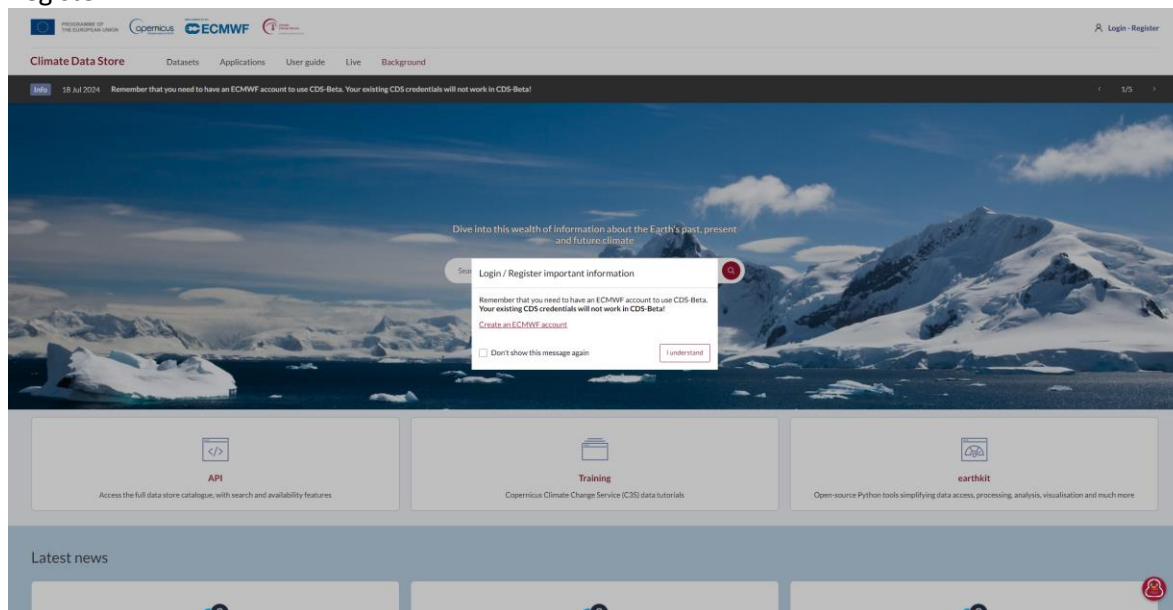 PROGRAMME OF
THE EUROPEAN UNION
Copernicus
ECMWF
Login - Register
Climate Data Store
Datasets
Applications
User guide
Live
Background
Info
18 Jul 2024
Remember that you need to have an ECMWF account to use CDS-Beta. Your existing CDS credentials will not work in CDS-Beta!
1/5
Dive into this wealth of information about the Earth's past, present
and future climate
Login / Register important information
Remember that you need to have an ECMWF account to use CDS-Beta.
Your existing CDS credentials will not work in CDS-Beta!
Create an ECMWF account
Don't show this message again
I understand
API
Access the full data store catalogue, with search and availability features
Training
Copernicus Climate Change Service (C3S) data tutorials
earthkit
Open-source Python tools simplifying data access, processing, analysis, visualisation and much more
Latest news